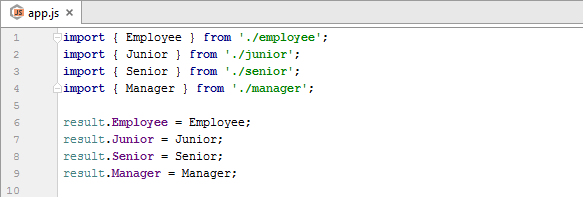 JS app.js ×
1 import { Employee } from './employee';
2 import { Junior } from './junior';
3 import { Senior } from './senior';
4 import { Manager } from './manager';
5
6 result.Employee = Employee;
7 result.Junior = Junior;
8 result.Senior = Senior;
9 result.Manager = Manager;
10